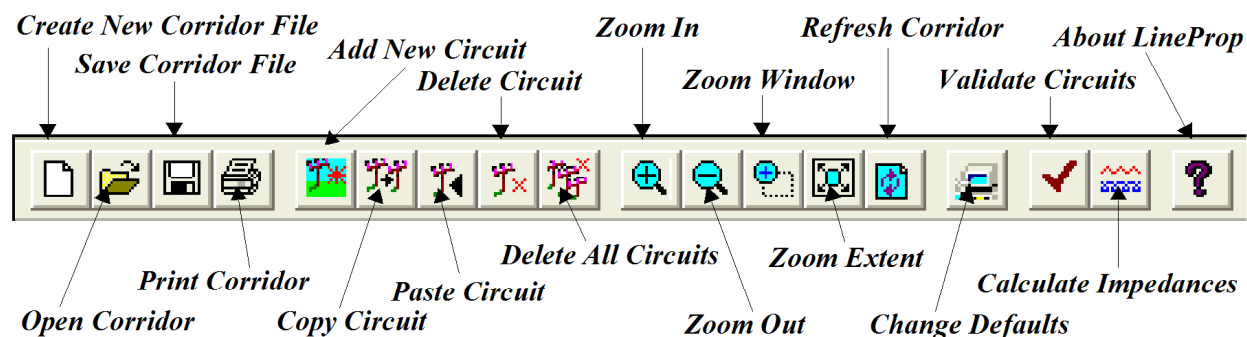 Create New Corridor File
Zoom In
Refresh Corridor
About LineProp
Add New Circuit
Save Corridor File
Delete Circuit
Zoom Window
Validate Circuits
Print Corridor
Delete All Circuits
Zoom Extent
Calculate Impedances
Paste Circuit
Open Corridor
Copy Circuit
Zoom Out
Change Defaults